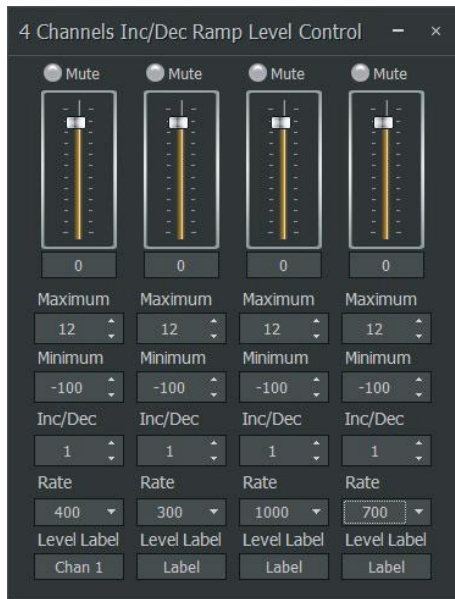 4 Channels Inc/Dec Ramp Level Control
Mute Mute Mute Mute
0 0 0 0
Maximum Maximum Maximum Maximum
12 12 12 12
Minimum Minimum Minimum Minimum
-100 -100 -100 -100
Inc/Dec Inc/Dec Inc/Dec Inc/Dec
1 1 1 1
Rate Rate Rate Rate
400 300 1000 700
Level Label Level Label Level Label Level Label
Chan 1 Label Label Label